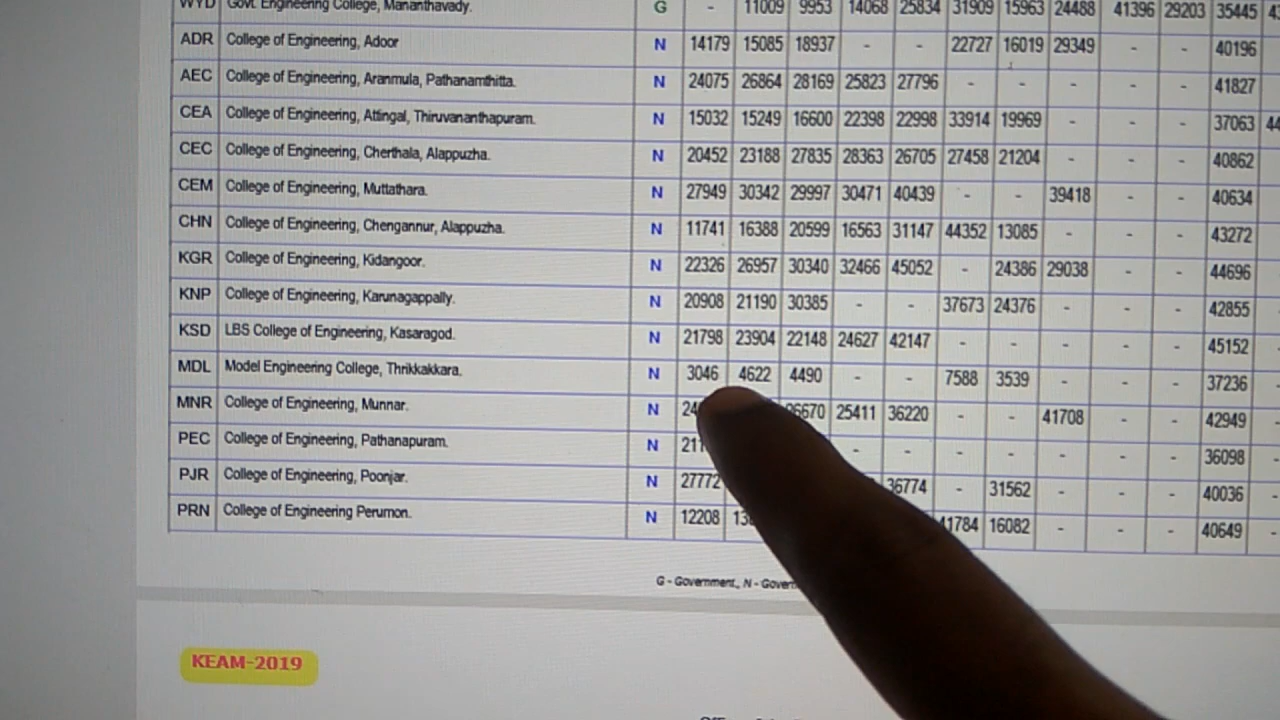 WYD Govt. Engineering College, Mananthavady. G - 11009 9953 14068 25834 31909 15963 24488 41396 29203 35445
ADR College of Engineering, Adoor N 14179 15085 18937 - - 22727 16019 29349 - - 40196
AEC College of Engineering, Aranmula, Pathanamthitta. N 24075 26864 28169 25823 27796 - - - - - 41827
CEA College of Engineering, Attingal, Thiruvananthapuram. N 15032 15249 16600 22398 22998 33914 19969 - - - 37063 44
CEC College of Engineering, Cherthala, Alappuzha. N 20452 23188 27835 28363 26705 27458 21204 - - - 40862 -
CEM College of Engineering, Muttathara. N 27949 30342 29997 30471 40439 - - 39418 - - 40634
CHN College of Engineering, Chengannur, Alappuzha. N 11741 16388 20599 16563 31147 44352 13085 - - - 43272 -
KGR College of Engineering, Kidangoor. N 22326 26957 30340 32466 45052 - 24386 29038 - - 44696 -
KNP College of Engineering, Karunagappally. N 20908 21190 30385 - - 37673 24376 - - - 42855 -
KSD LBS College of Engineering, Kasaragod. N 21798 23904 22148 24627 42147 - - - - - 45152 -
MDL Model Engineering College, Thrikkakkara. N 3046 4622 4490 - - 7588 3539 - - - 37236 -
MNR College of Engineering, Munnar. N 25411 36220 - - 41708 - - 42949 -
PEC College of Engineering, Pathanapuram. N - - - - - - - 36098 -
PJR College of Engineering, Poonjar. N 27772 36774 - 31562 - - - 40036 -
PRN College of Engineering Perumon. N 12208 41784 16082 - - - 40649 -
G - Government., N -
KEAM-2019